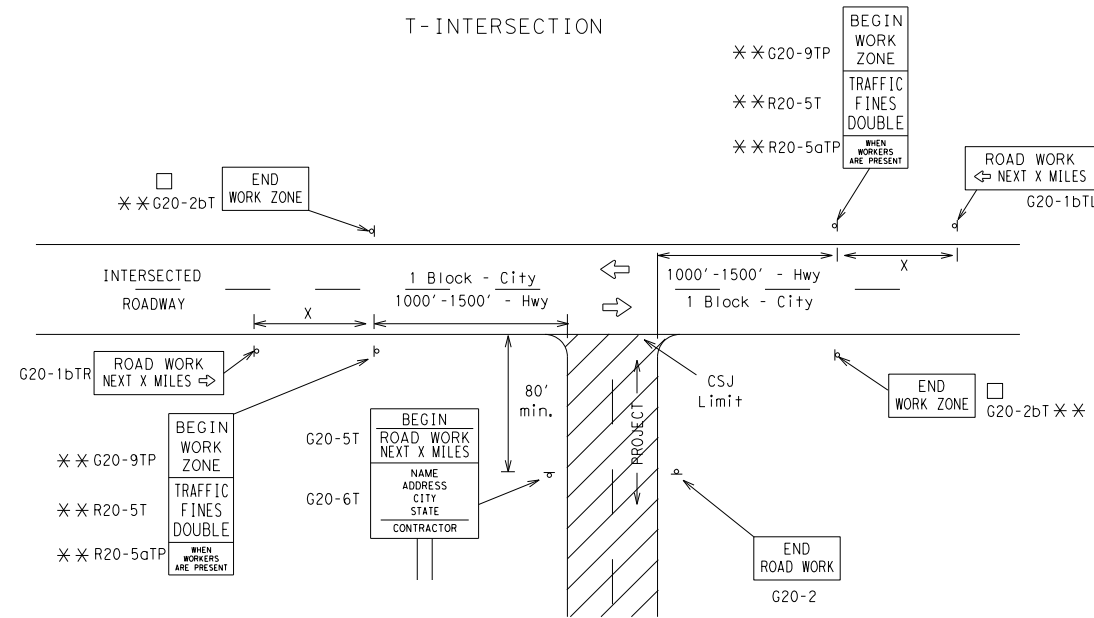 T-INTERSECTION
BEGIN
WORK
ZONE
TRAFFIC
FINES
DOUBLE
WHEN
WORKERS
ARE PRESENT
**G20-9TP
**R20-5T
**R20-5aTP
ROAD WORK
⇦ NEXT X MILES
G20-1bTL
□
**G20-2bT
END
WORK ZONE
INTERSECTED
ROADWAY
1 Block - City
1000'-1500' - Hwy
X
1000'-1500' - Hwy
1 Block - City
X
G20-1bTR
ROAD WORK
NEXT X MILES ⇨
80'
min.
CSJ
Limit
PROJECT
END
WORK ZONE
□
G20-2bT **
**G20-9TP
**R20-5T
**R20-5aTP
BEGIN
WORK
ZONE
TRAFFIC
FINES
DOUBLE
WHEN
WORKERS
ARE PRESENT
G20-5T
G20-6T
BEGIN
ROAD WORK
NEXT X MILES
NAME
ADDRESS
CITY
STATE
CONTRACTOR
END
ROAD WORK
G20-2